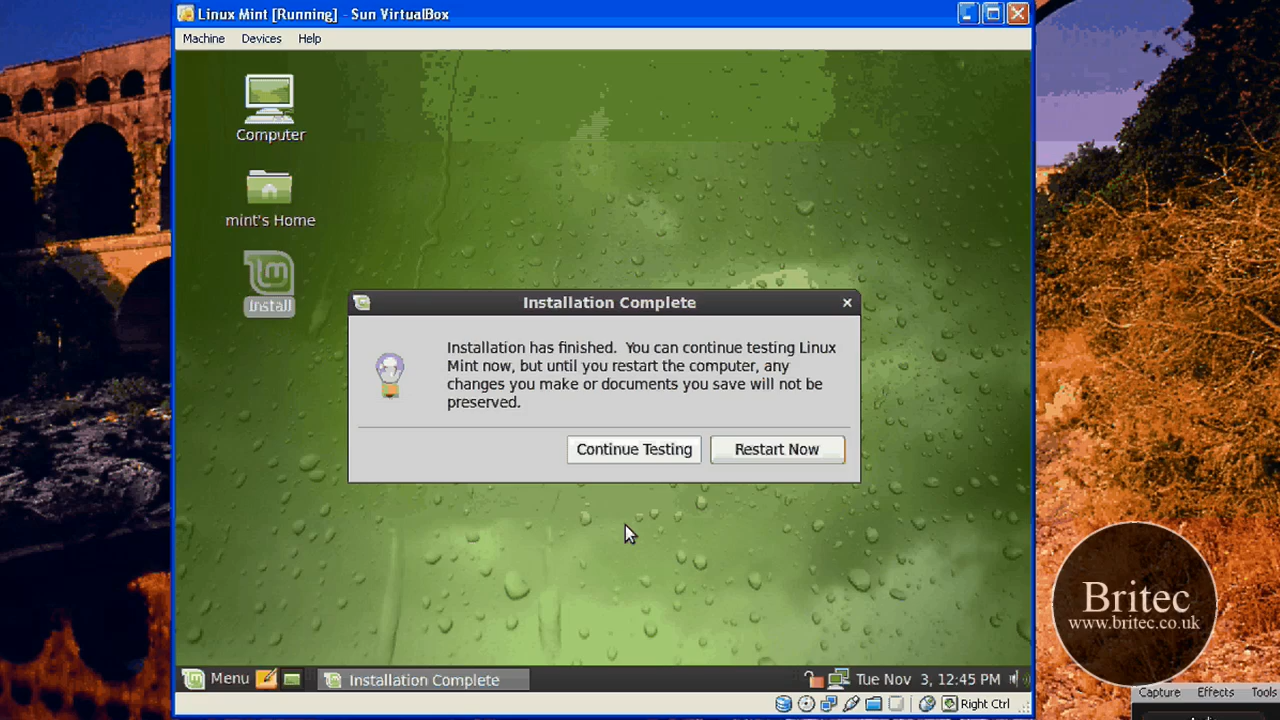 Linux Mint [Running] - Sun VirtualBox
Machine Devices Help
Computer
mint's Home
Install
Installation Complete
Installation has finished. You can continue testing Linux
Mint now, but until you restart the computer, any
changes you make or documents you save will not be
preserved.
Continue Testing Restart Now
Britec
www.britec.co.uk
Menu Installation Complete Tue Nov 3, 12:45 PM
Capture Effects Tools
Right Ctrl